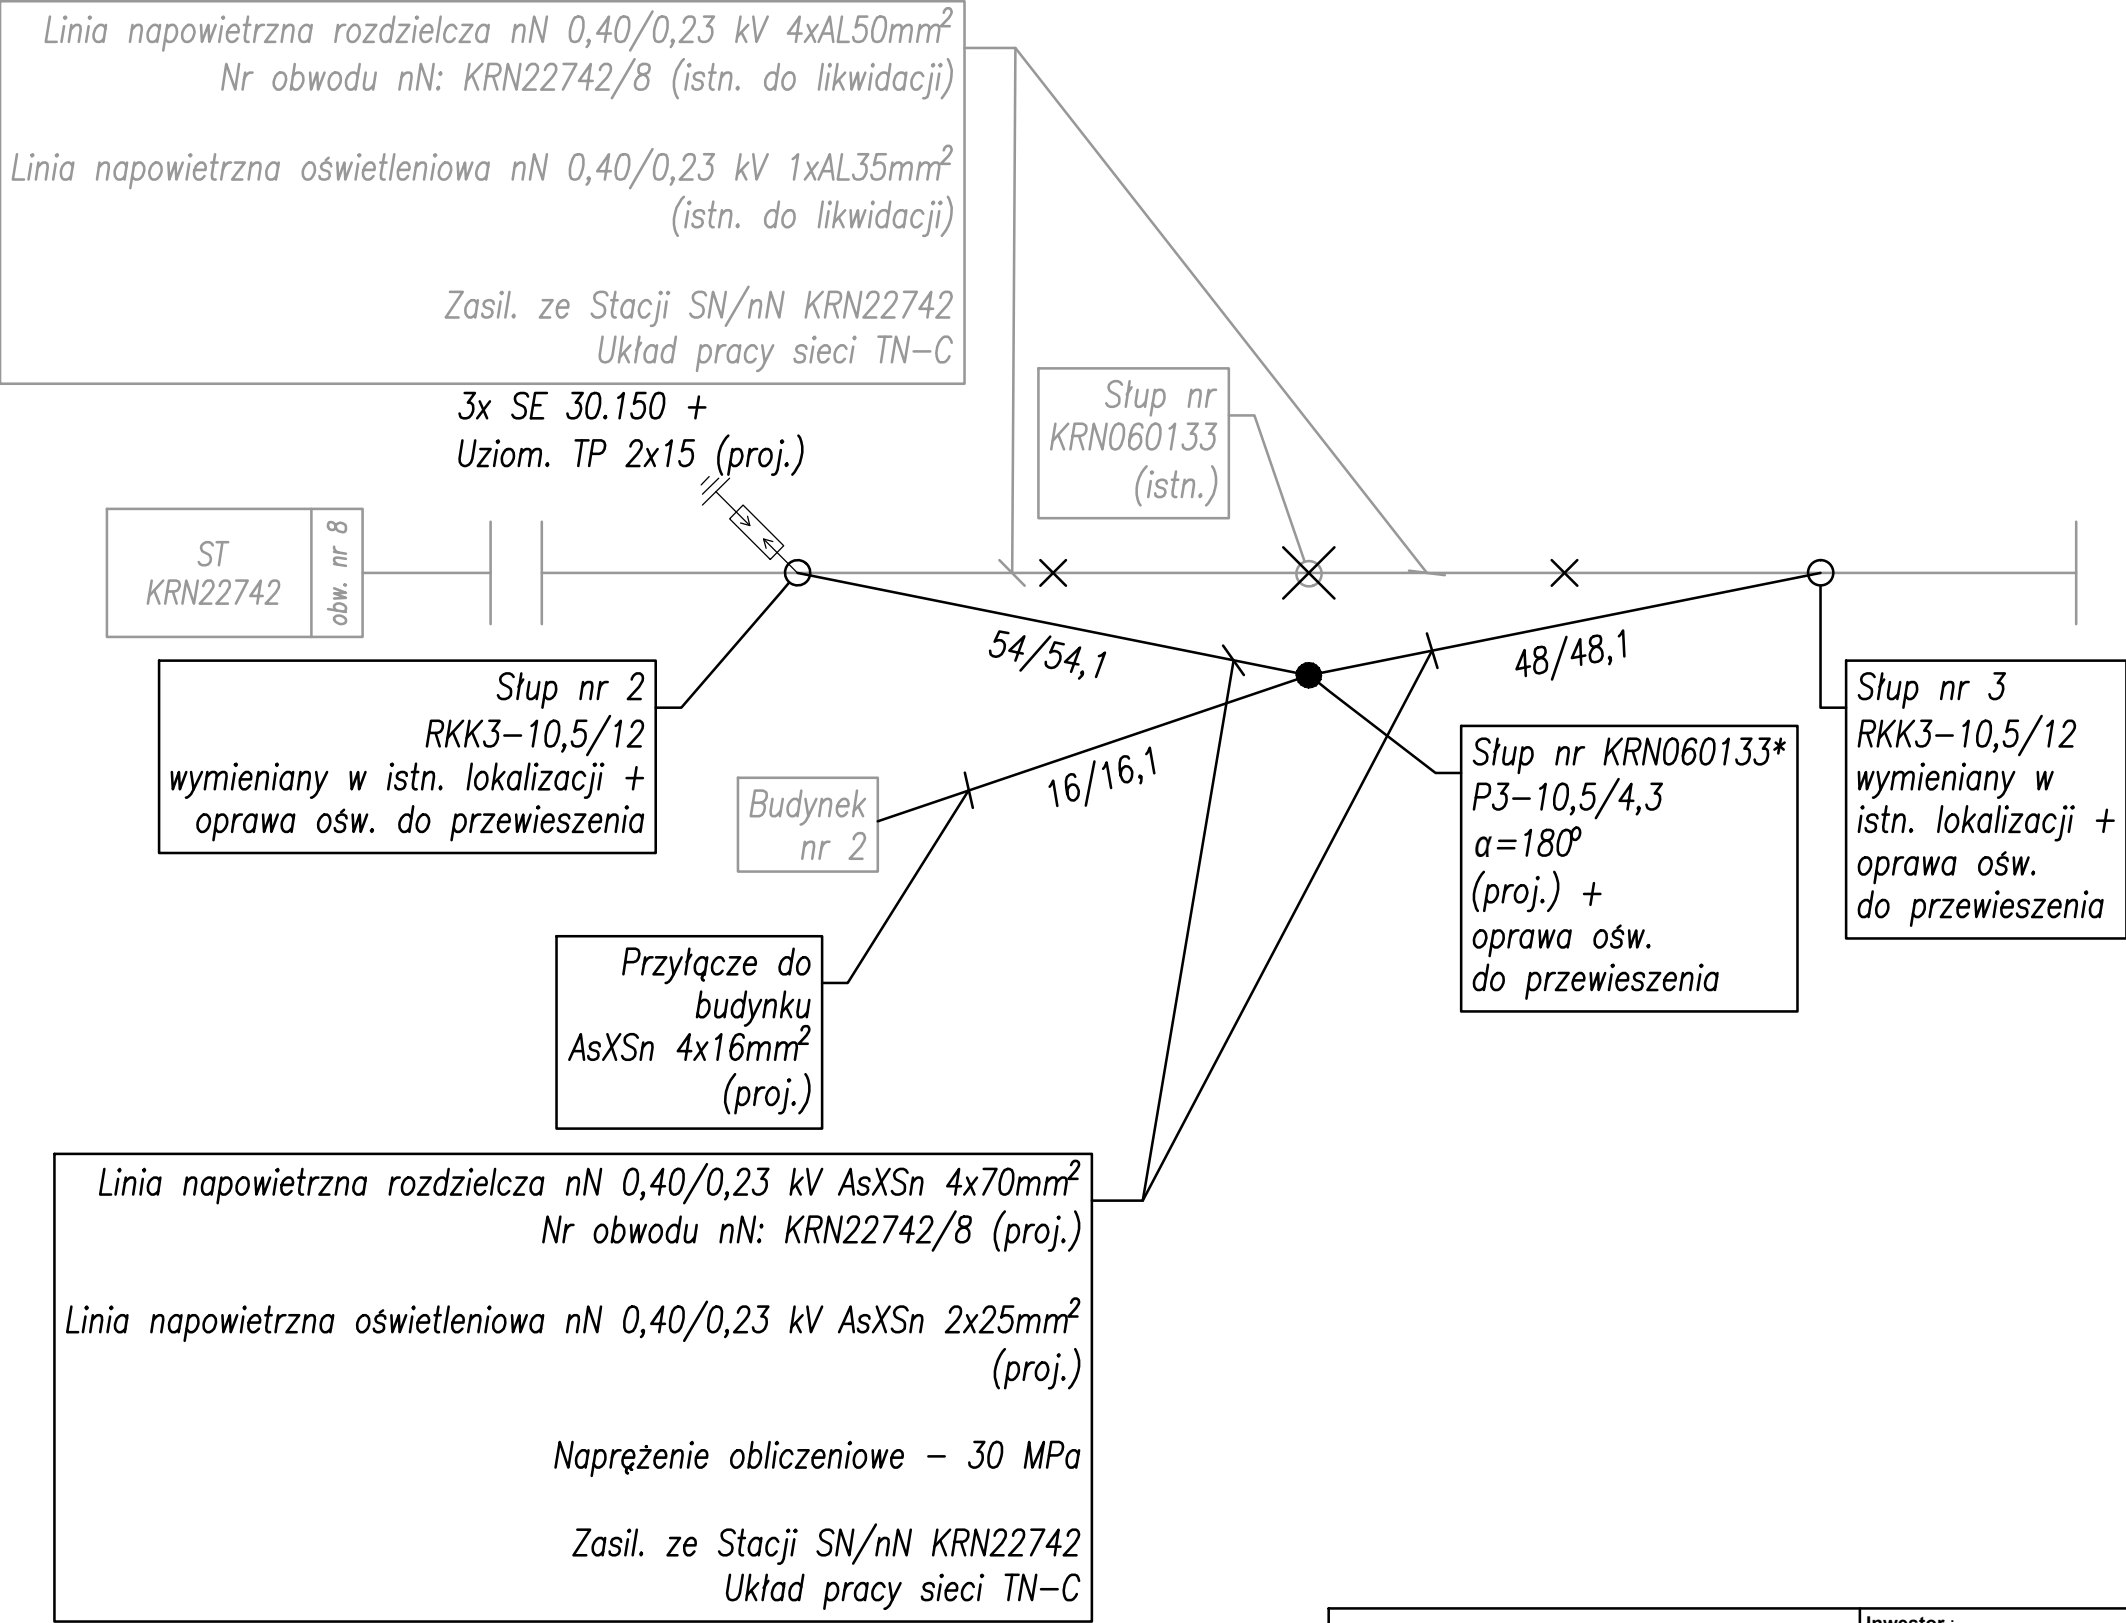 Linia napowietrzna rozdzielcza nN 0,40/0,23 kV 4xAL50mm²
Nr obwodu nN: KRN22742/8 (istn. do likwidacji)
Linia napowietrzna oświetleniowa nN 0,40/0,23 kV 1xAL35mm²
(istn. do likwidacji)
Zasil. ze Stacji SN/nN KRN22742
Układ pracy sieci TN-C
3x SE 30.150 +
Uziom. TP 2x15 (proj.)
Słup nr
KRN060133
(istn.)
ST
KRN22742
obw. nr 8
54/54,1
48/48,1
16/16,1
Słup nr 2
RKK3-10,5/12
wymieniany w istn. lokalizacji +
oprawa ośw. do przewieszenia
Budynek
nr 2
Słup nr KRN060133*
P3-10,5/4,3
α=180º
(proj.) +
oprawa ośw.
do przewieszenia
Słup nr 3
RKK3-10,5/12
wymieniany w
istn. lokalizacji +
oprawa ośw.
do przewieszenia
Przyłącze do
budynku
AsXSn 4x16mm²
(proj.)
Linia napowietrzna rozdzielcza nN 0,40/0,23 kV AsXSn 4x70mm²
Nr obwodu nN: KRN22742/8 (proj.)
Linia napowietrzna oświetleniowa nN 0,40/0,23 kV AsXSn 2x25mm²
(proj.)
Naprężenie obliczeniowe - 30 MPa
Zasil. ze Stacji SN/nN KRN22742
Układ pracy sieci TN-C
Inwestor :